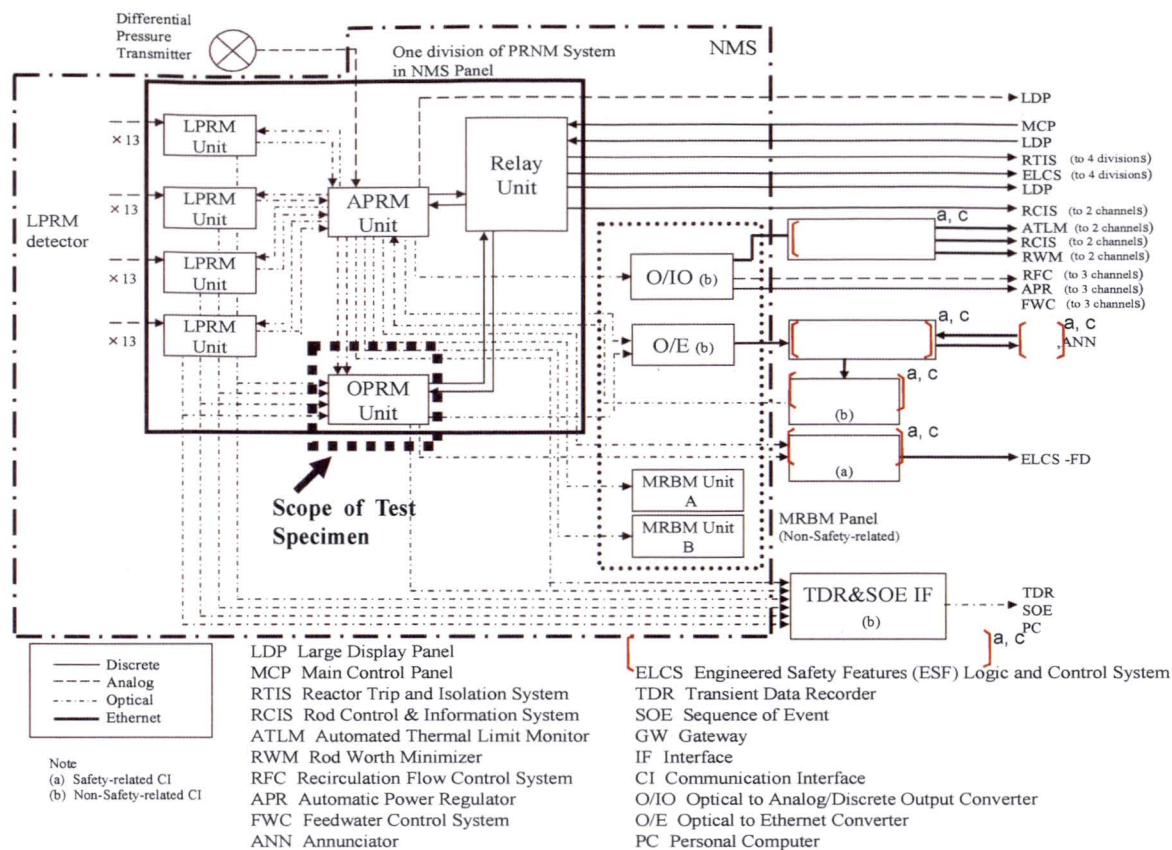 Differential
Pressure
Transmitter
One division of PRNM System
in NMS Panel
NMS
LPRM
detector
×13
LPRM
Unit
×13
LPRM
Unit
×13
LPRM
Unit
×13
LPRM
Unit
APRM
Unit
Relay
Unit
OPRM
Unit
Scope of Test
Specimen
O/IO (b)
O/E (b)
MRBM Unit
A
MRBM Unit
B
a, c
a, c
a, c
,ANN
a, c
(b)
a, c
(a)
LDP
MCP
LDP
RTIS (to 4 divisions)
ELCS (to 4 divisions)
LDP
RCIS (to 2 channels)
ATLM (to 2 channels)
RCIS (to 2 channels)
RWM (to 2 channels)
RFC (to 3 channels)
APR (to 3 channels)
FWC (to 3 channels)
ELCS -FD
MRBM Panel
(Non-Safety-related)
TDR&SOE IF
(b)
TDR
SOE
PC
a, c
Discrete
Analog
Optical
Ethernet
Note
(a) Safety-related CI
(b) Non-Safety-related CI
LDP Large Display Panel
MCP Main Control Panel
RTIS Reactor Trip and Isolation System
RCIS Rod Control & Information System
ATLM Automated Thermal Limit Monitor
RWM Rod Worth Minimizer
RFC Recirculation Flow Control System
APR Automatic Power Regulator
FWC Feedwater Control System
ANN Annunciator
ELCS Engineered Safety Features (ESF) Logic and Control System
TDR Transient Data Recorder
SOE Sequence of Event
GW Gateway
IF Interface
CI Communication Interface
O/IO Optical to Analog/Discrete Output Converter
O/E Optical to Ethernet Converter
PC Personal Computer